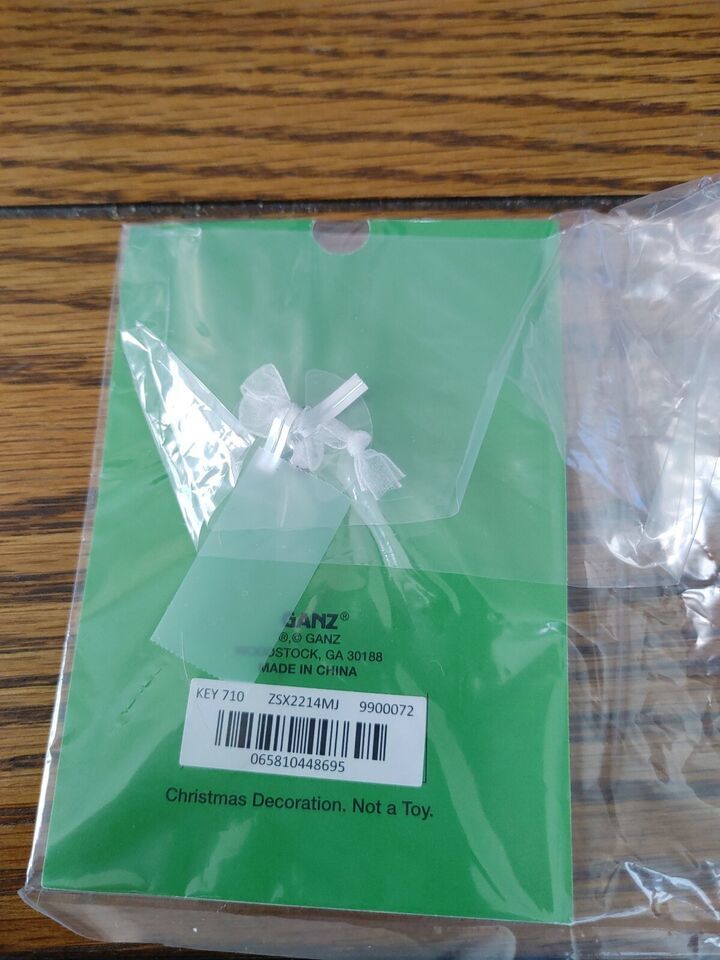 GANZ®
®,© GANZ
WOODSTOCK, GA 30188
MADE IN CHINA
KEY 710 ZSX2214MJ 9900072
065810448695
Christmas Decoration. Not a Toy.